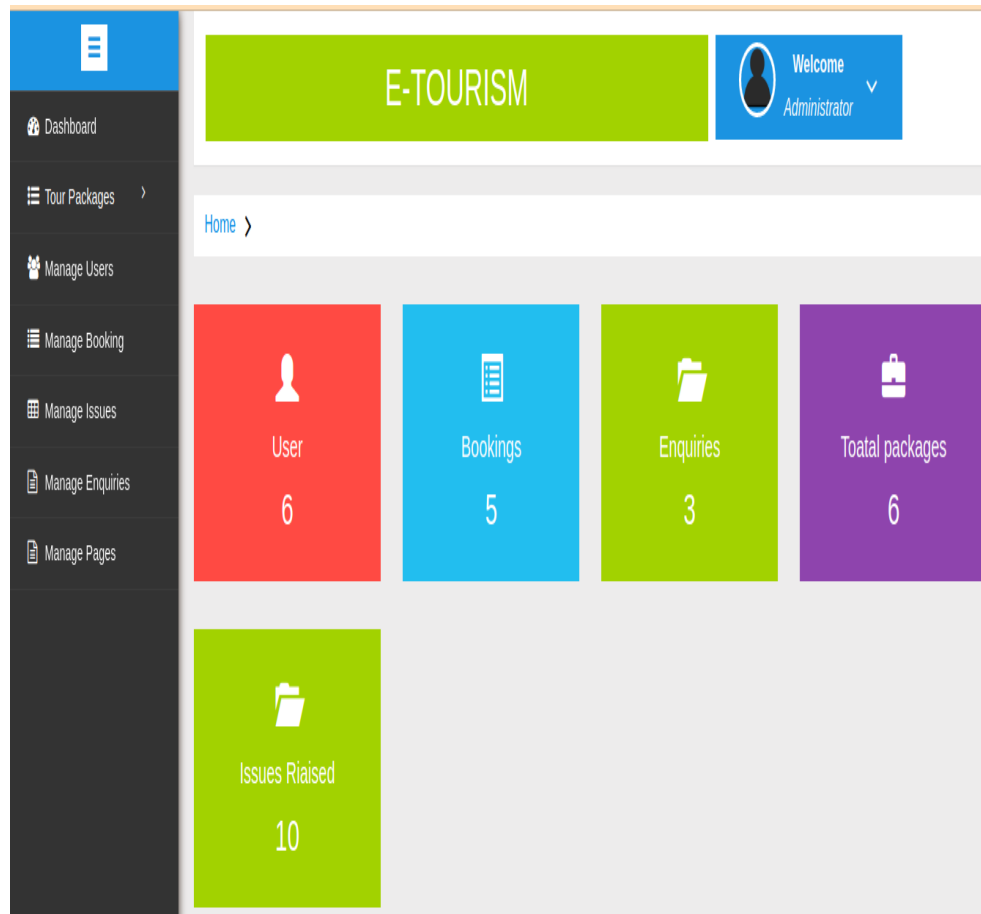 E-TOURISM
Welcome
Administrator
Dashboard
Tour Packages
Manage Users
Manage Booking
Manage Issues
Manage Enquiries
Manage Pages
Home
User
6
Bookings
5
Enquiries
3
Toatal packages
6
Issues Riaised
10